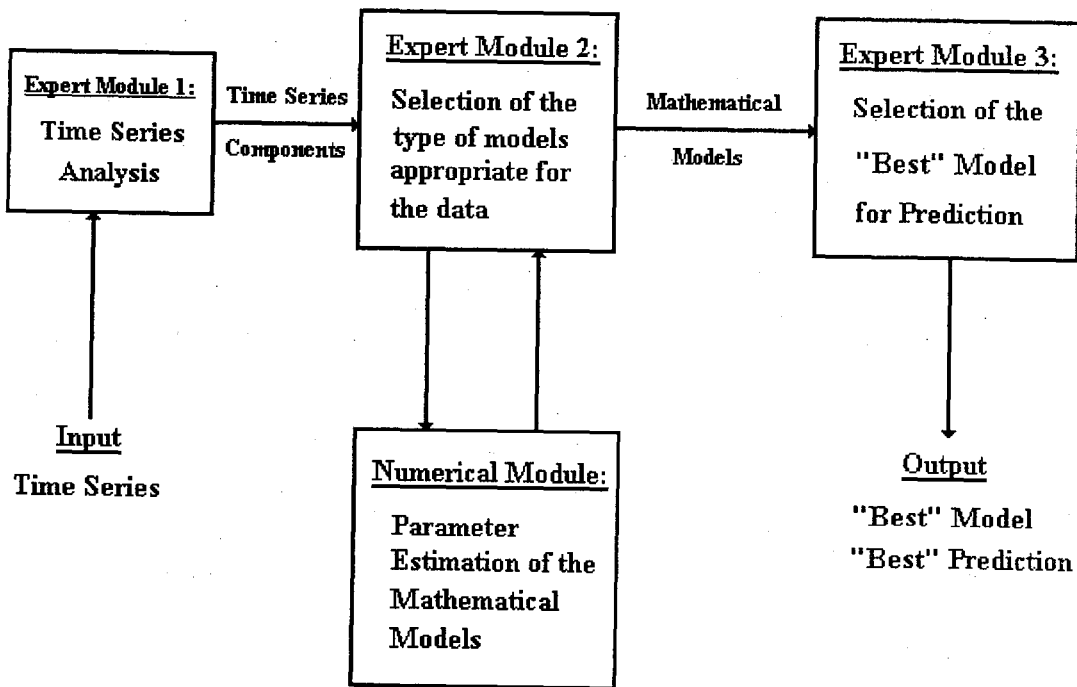 Expert Module 1:
Time Series
Analysis
Time Series
Components
Expert Module 2:
Selection of the
type of models
appropriate for
the data
Mathematical
Models
Expert Module 3:
Selection of the
"Best" Model
for Prediction
Input
Time Series
Numerical Module:
Parameter
Estimation of the
Mathematical
Models
Output
"Best" Model
"Best" Prediction